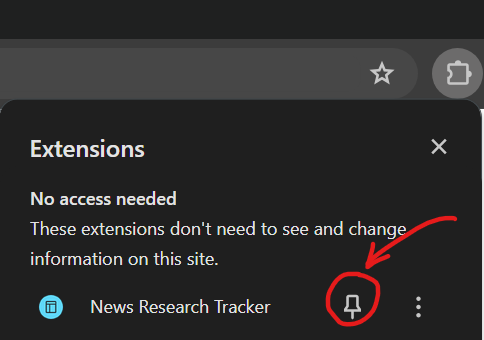 Extensions
No access needed
These extensions don't need to see and change
information on this site.
News Research Tracker